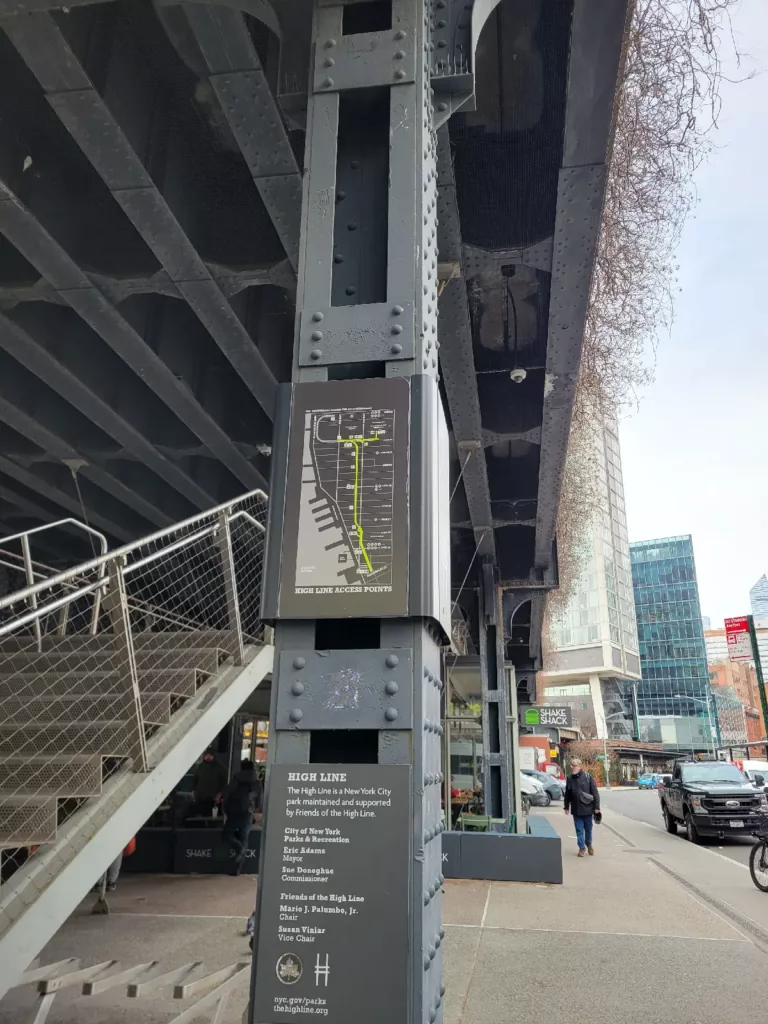 HIGH LINE ACCESS POINTS
SHAKE
SHACK
HIGH LINE
The High Line is a New York City
park maintained and supported
by Friends of the High Line.
City of New York
Parks & Recreation
Eric Adams
Mayor
Sue Donoghue
Commissioner
Friends of the High Line
Mario J. Palumbo, Jr.
Chair
Susan Viniar
Vice Chair
nyc.gov/parks
thehighline.org
SHAKE SHACK